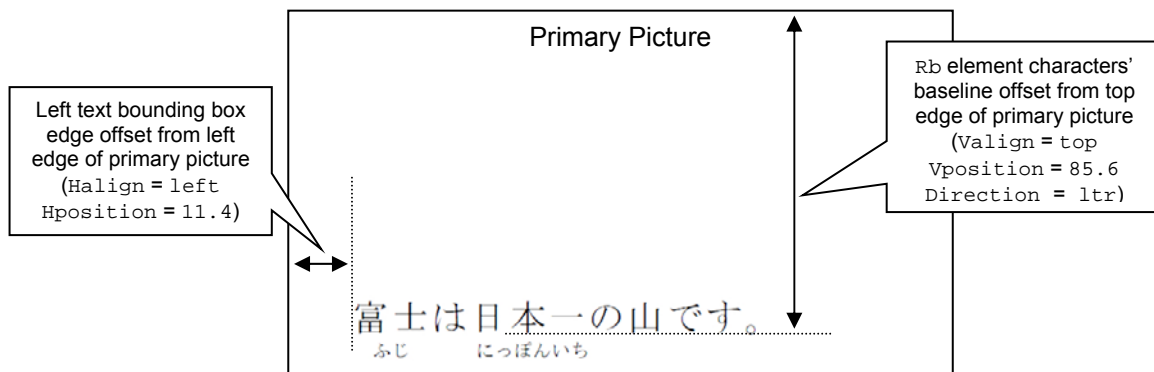 Primary Picture
Left text bounding box
edge offset from left
edge of primary picture
(Halign = left
Hposition = 11.4)
Rb element characters’
baseline offset from top
edge of primary picture
(Valign = top
Vposition = 85.6
Direction = ltr)
富士は日本一の山です。
ふじ にっぽんいち